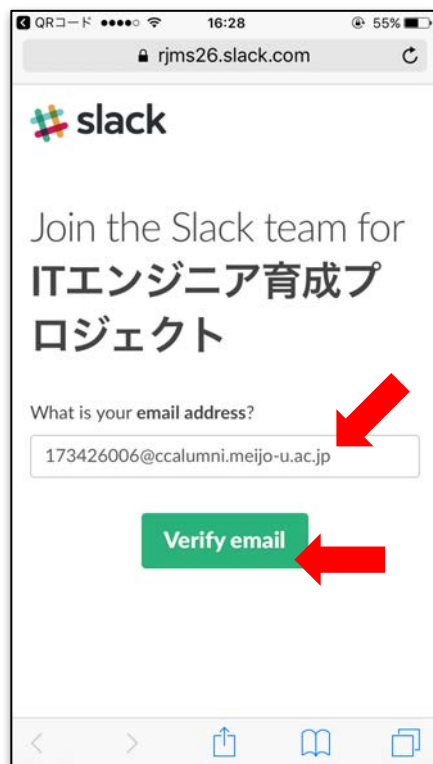 QRコード 16:28 55%
rjms26.slack.com
slack
Join the Slack team for
ITエンジニア育成プ
ロジェクト
What is your email address?
173426006@ccalumni.meijo-u.ac.jp
Verify email